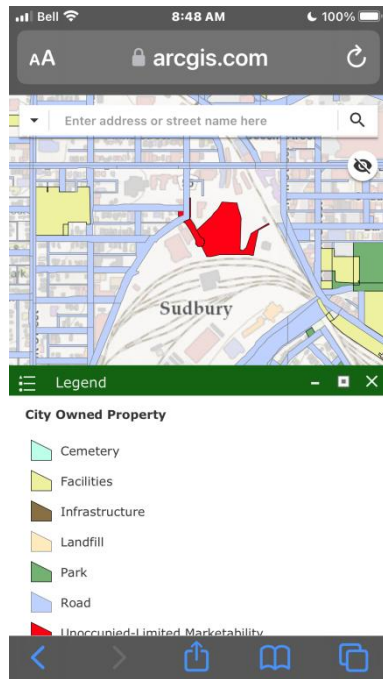 Bell
8:48 AM
100%
AA
arcgis.com
Enter address or street name here
Sudbury
Legend
City Owned Property
Cemetery
Facilities
Infrastructure
Landfill
Park
Road
Unoccupied-Limited Marketability